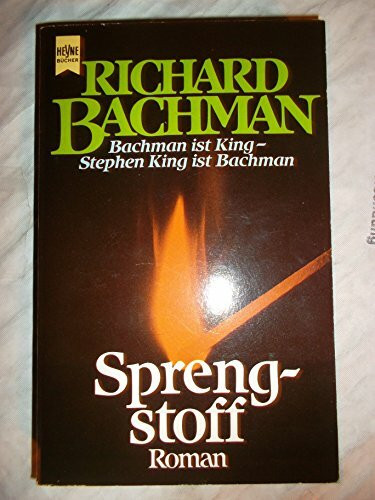 HEYNE
BÜCHER
RICHARD
BACHMAN
Bachman ist King–
Stephen King ist Bachman
Spreng-
stoff
Roman